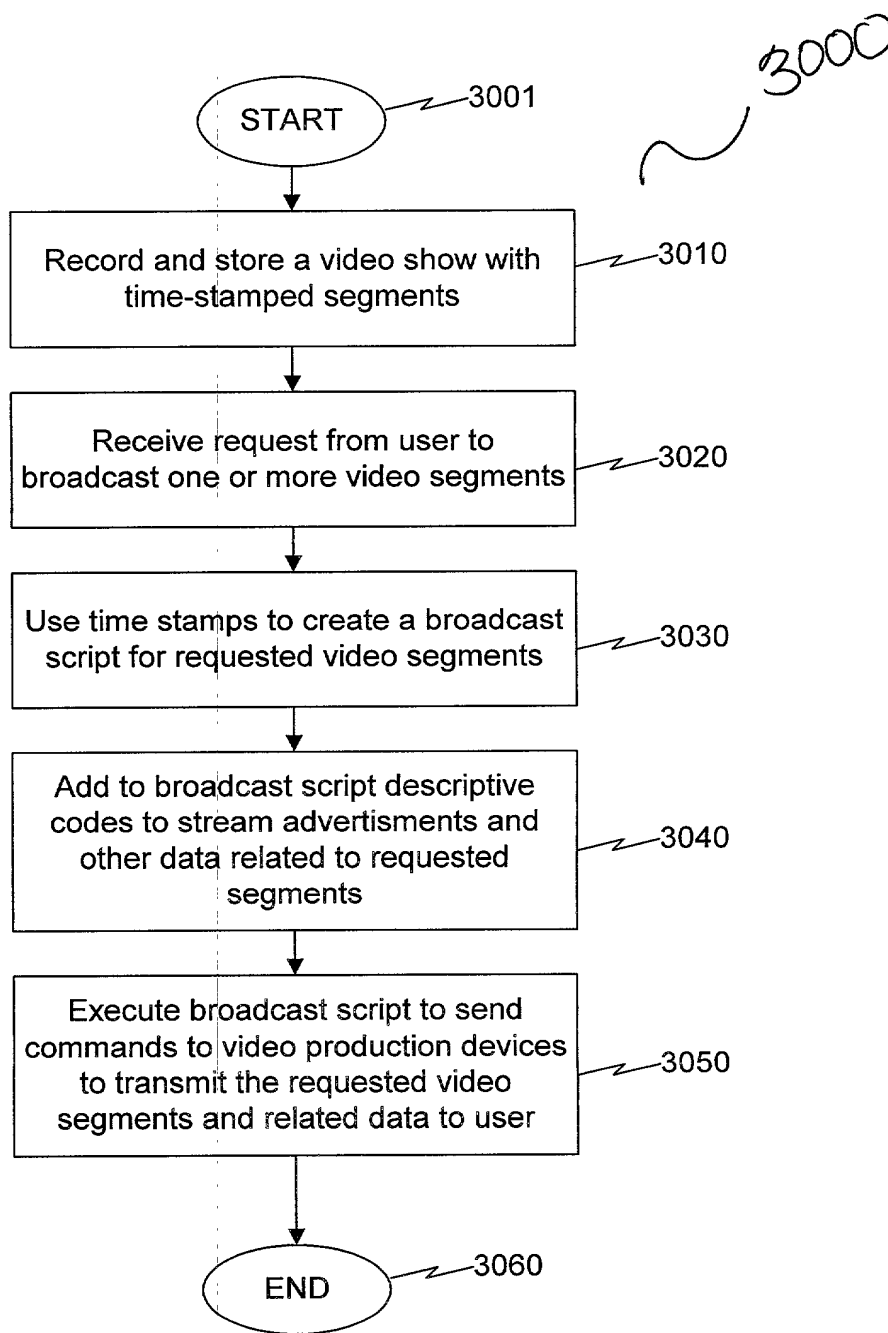 3000
START
3001
Record and store a video show with
time-stamped segments
3010
Receive request from user to
broadcast one or more video segments
3020
Use time stamps to create a broadcast
script for requested video segments
3030
Add to broadcast script descriptive
codes to stream advertisments and
other data related to requested
segments
3040
Execute broadcast script to send
commands to video production devices
to transmit the requested video
segments and related data to user
3050
END
3060